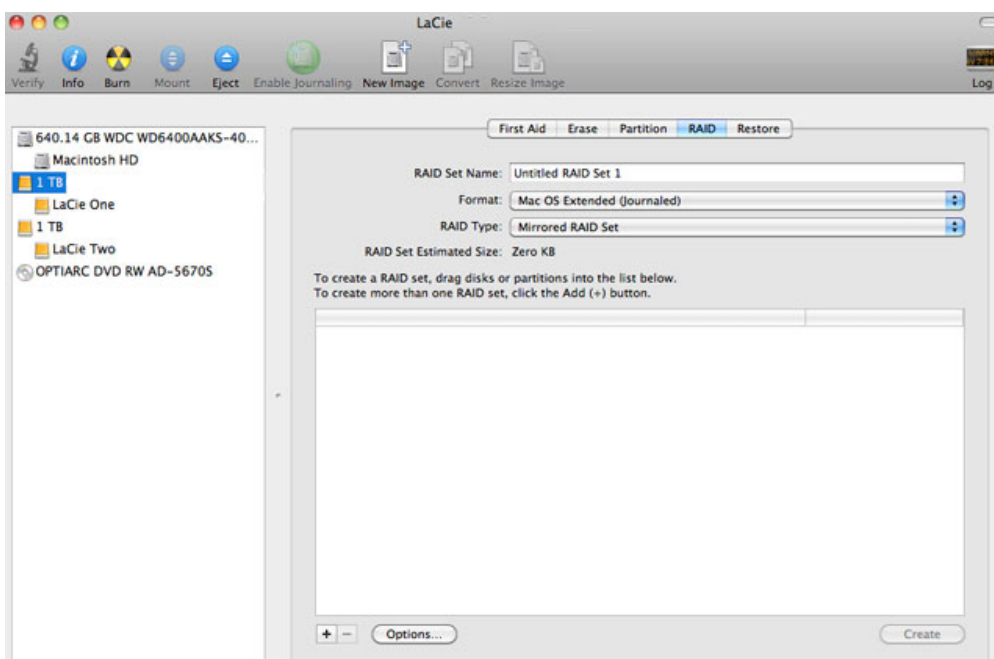 LaCie
Verify Info Burn Mount Eject Enable Journaling New Image Convert Resize Image Log
640.14 GB WDC WD6400AAKS-40...
Macintosh HD
1 TB
LaCie One
1 TB
LaCie Two
OPTIARC DVD RW AD-5670S
First Aid Erase Partition RAID Restore
RAID Set Name: Untitled RAID Set 1
Format: Mac OS Extended (Journaled)
RAID Type: Mirrored RAID Set
RAID Set Estimated Size: Zero KB
To create a RAID set, drag disks or partitions into the list below.
To create more than one RAID set, click the Add (+) button.
+ − Options... Create